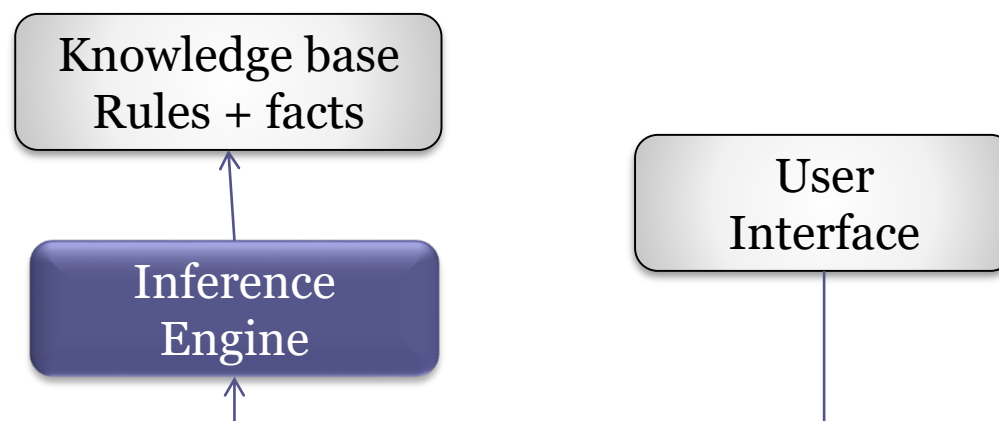 Knowledge base
Rules + facts
User
Interface
Inference
Engine